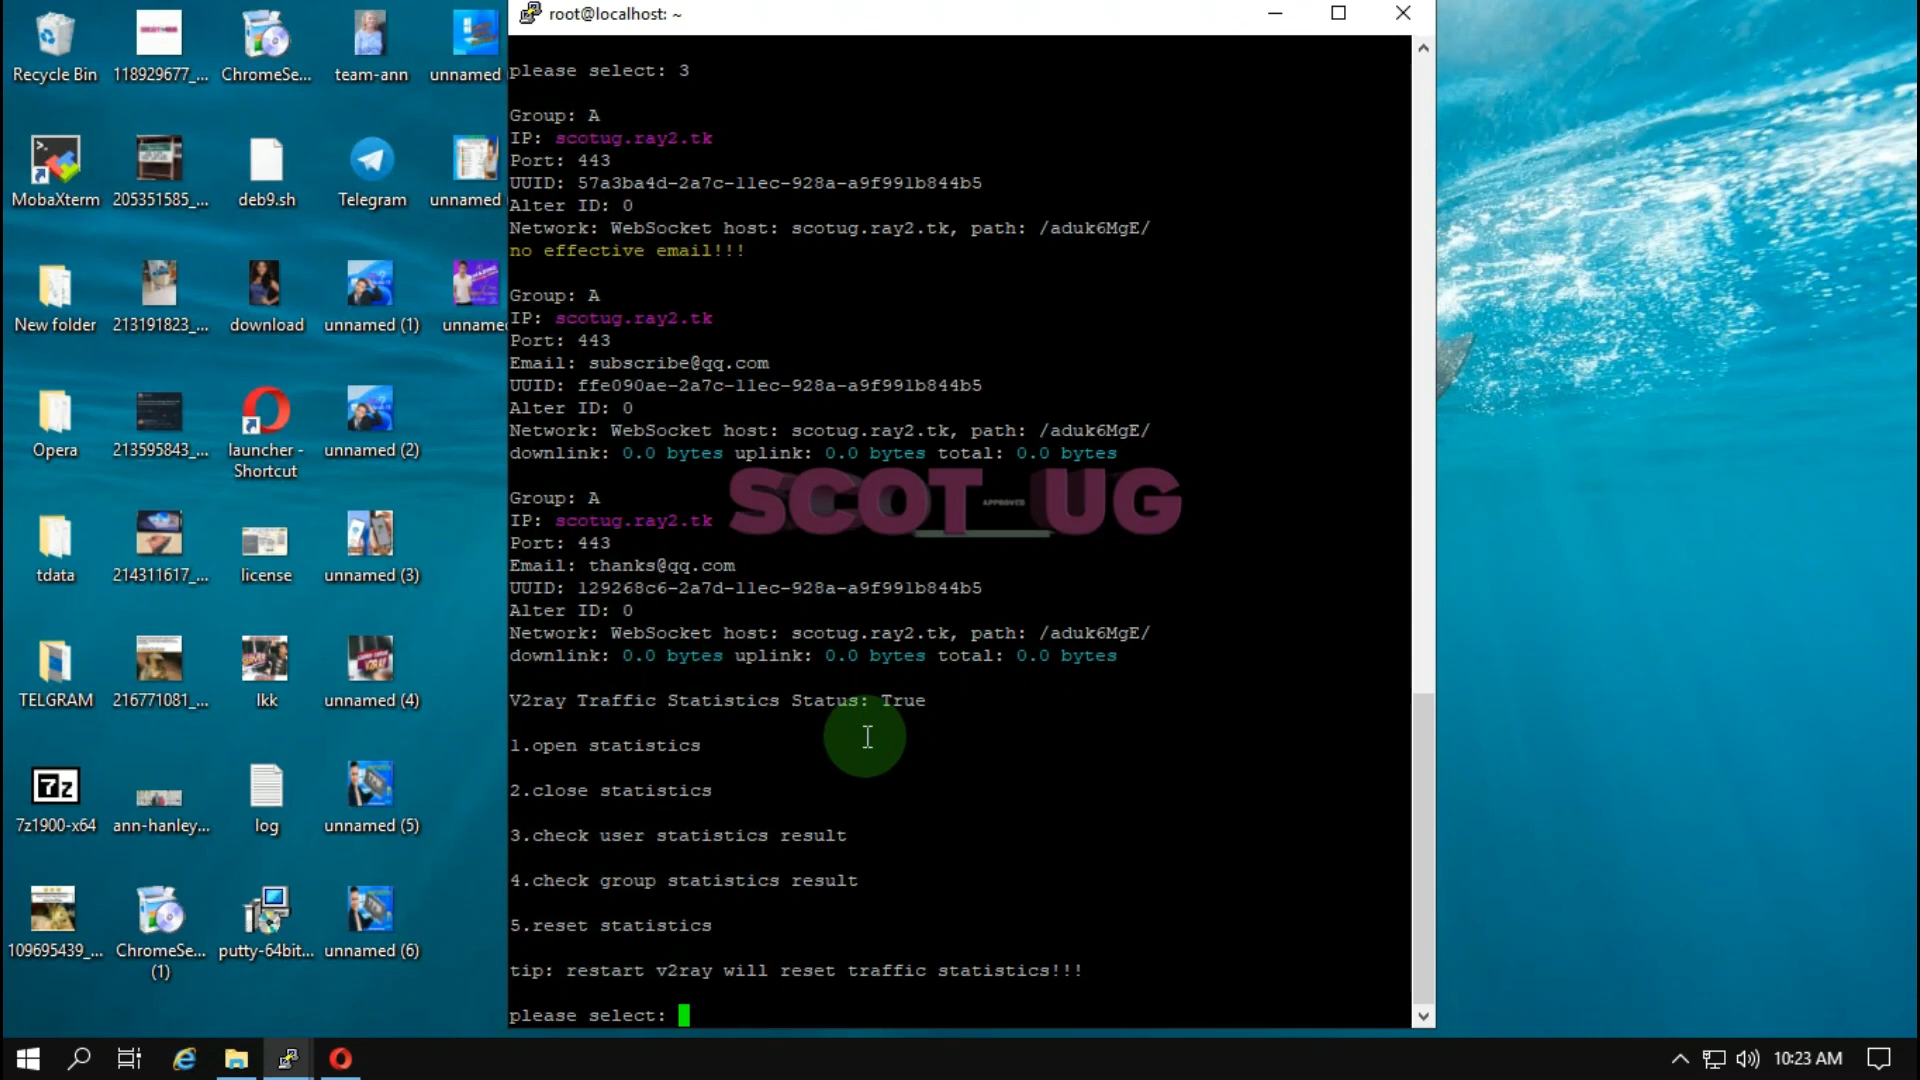 root@localhost: ~
please select: 3
Group: A
IP: scotug.ray2.tk
Port: 443
UUID: 57a3ba4d-2a7c-11ec-928a-a9f991b844b5
Alter ID: 0
Network: WebSocket host: scotug.ray2.tk, path: /aduk6MgE/
no effective email!!!
Group: A
IP: scotug.ray2.tk
Port: 443
Email: subscribe@qq.com
UUID: ffe090ae-2a7c-11ec-928a-a9f991b844b5
Alter ID: 0
Network: WebSocket host: scotug.ray2.tk, path: /aduk6MgE/
downlink: 0.0 bytes uplink: 0.0 bytes total: 0.0 bytes
Group: A
IP: scotug.ray2.tk
Port: 443
Email: thanks@qq.com
UUID: 129268c6-2a7d-11ec-928a-a9f991b844b5
Alter ID: 0
Network: WebSocket host: scotug.ray2.tk, path: /aduk6MgE/
downlink: 0.0 bytes uplink: 0.0 bytes total: 0.0 bytes
V2ray Traffic Statistics Status: True
1.open statistics
2.close statistics
3.check user statistics result
4.check group statistics result
5.reset statistics
tip: restart v2ray will reset traffic statistics!!!
please select:
SCOT UG
APPROVED
Recycle Bin
118929677_...
ChromeSe...
team-ann
unnamed
MobaXterm
205351585_...
deb9.sh
Telegram
unnamed
New folder
213191823_...
download
unnamed (1)
unnamed
Opera
213595843_...
launcher -
Shortcut
unnamed (2)
tdata
214311617_...
license
unnamed (3)
TELGRAM
216771081_...
lkk
unnamed (4)
7z
7z1900-x64
ann-hanley...
log
unnamed (5)
109695439_...
ChromeSe...
(1)
putty-64bit...
unnamed (6)
10:23 AM